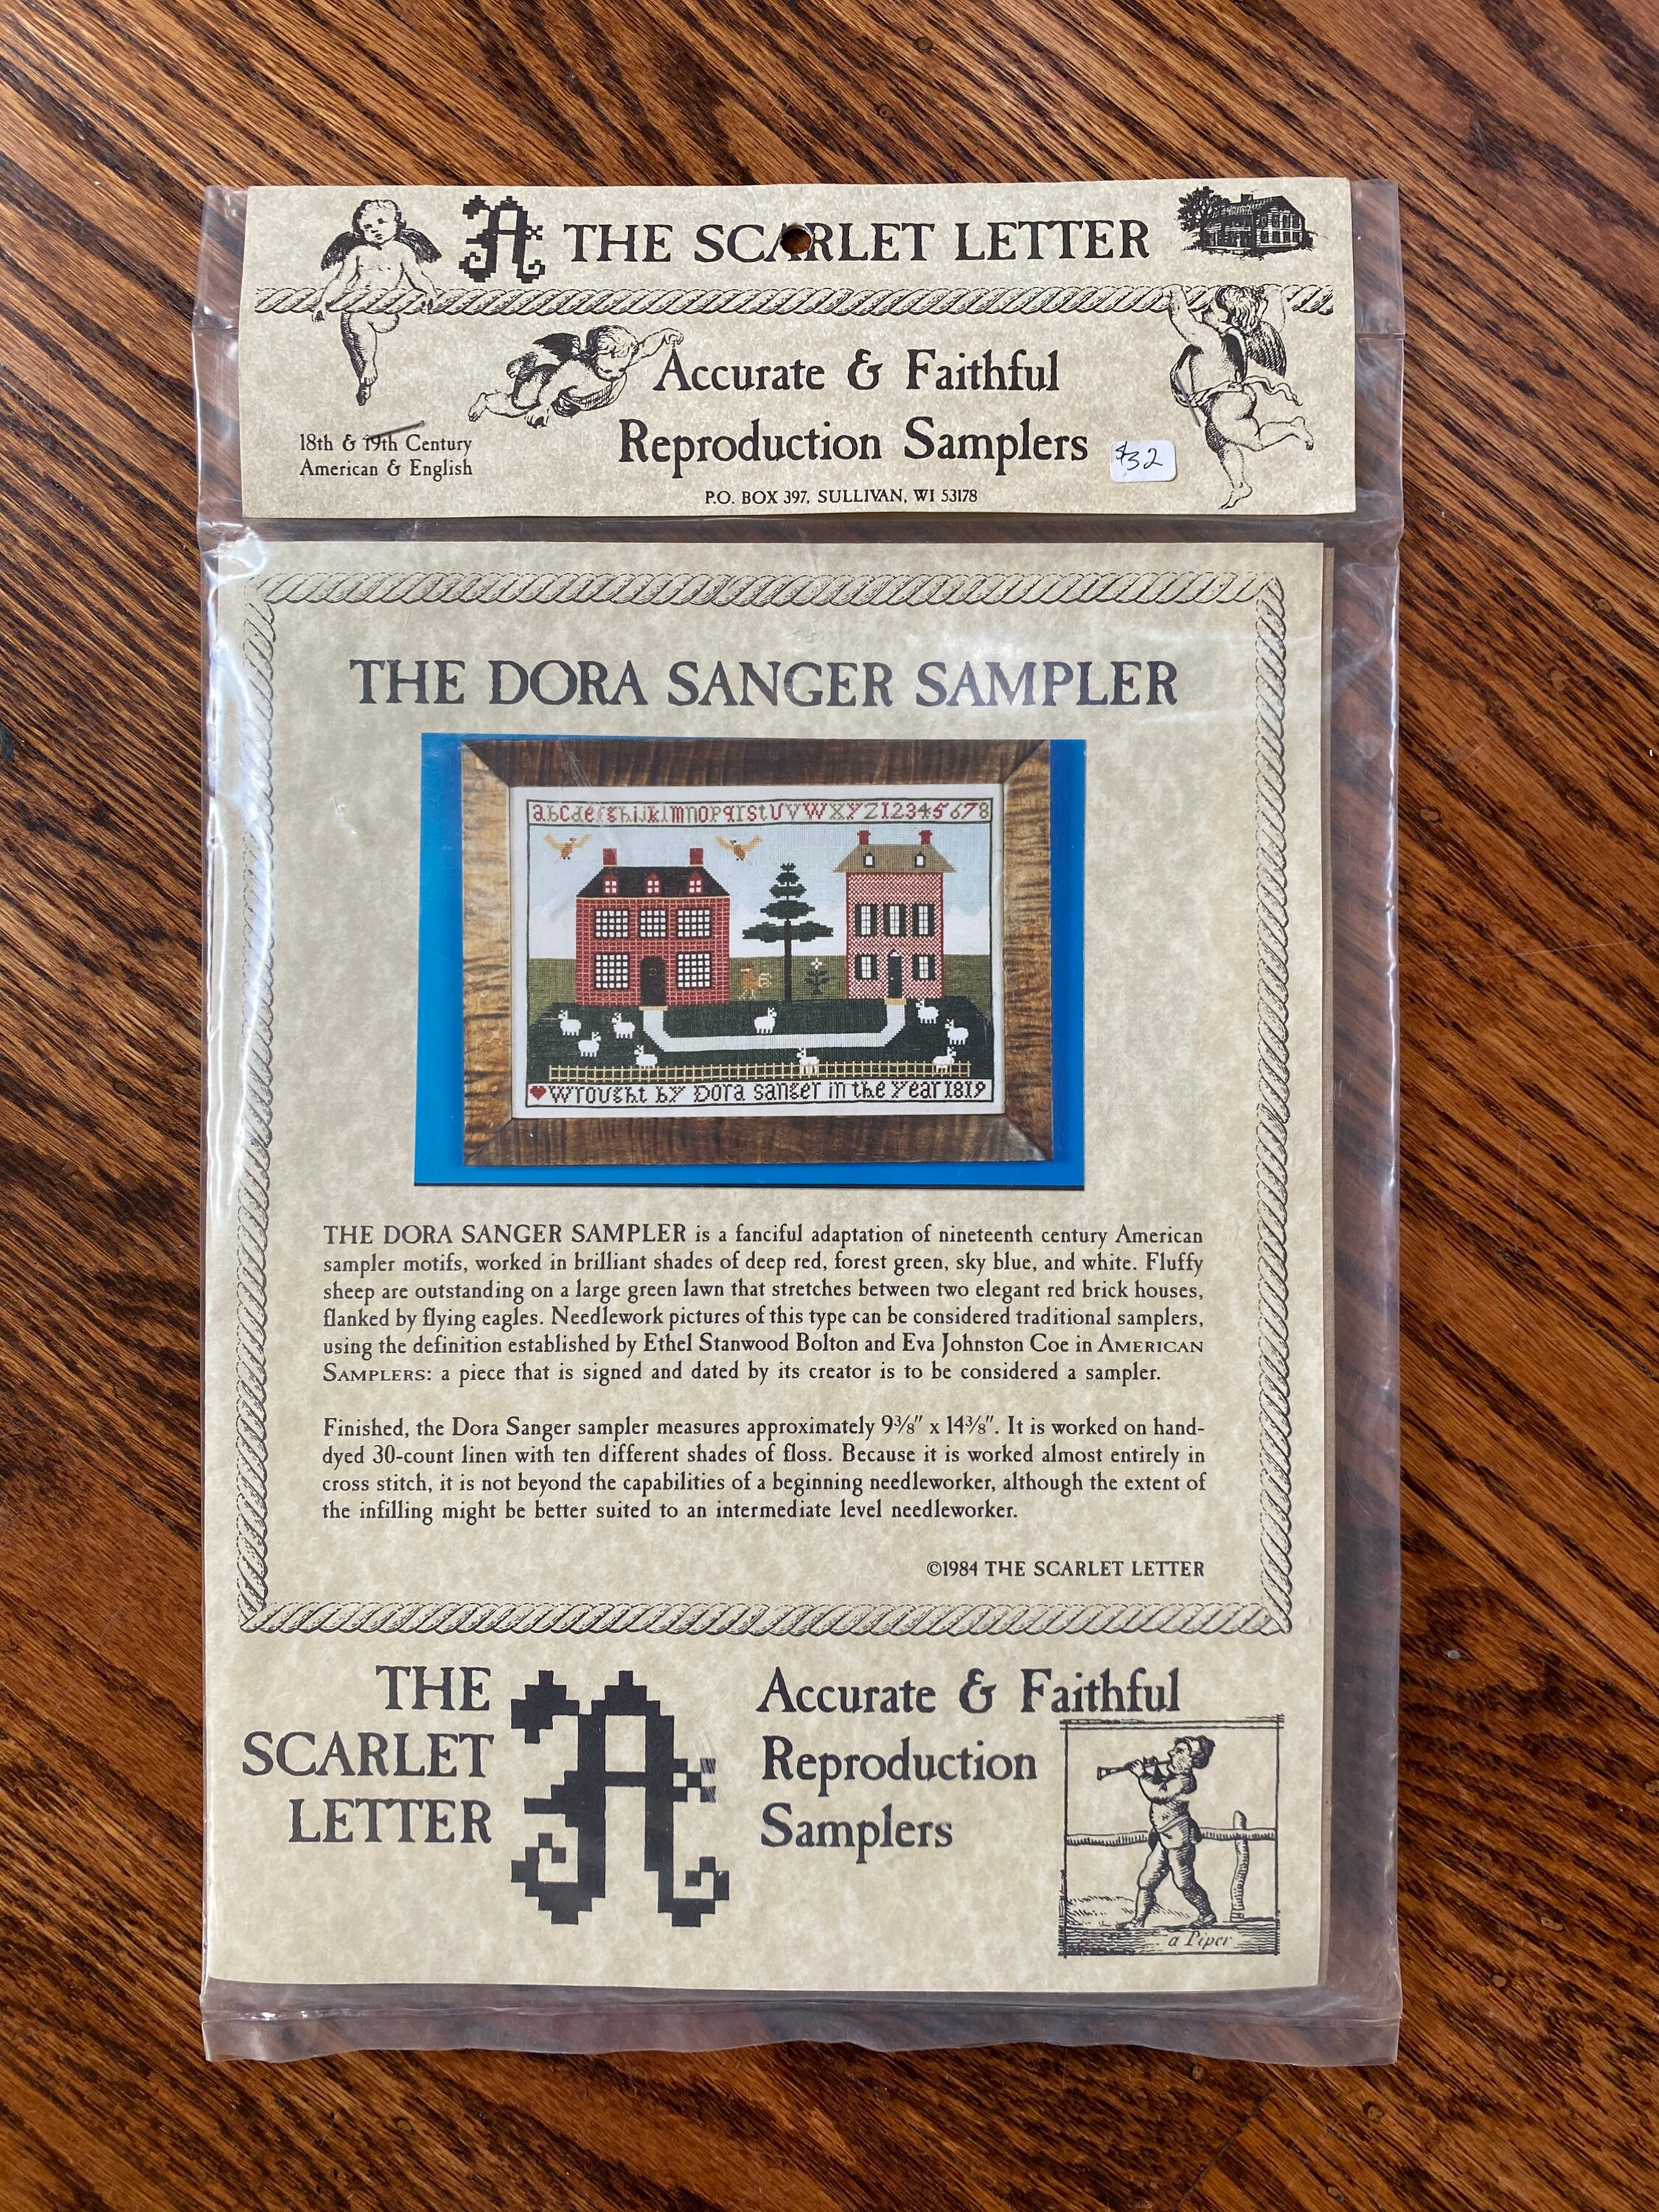 A THE SCARLET LETTER
Accurate & Faithful
Reproduction Samplers
18th & 19th Century
American & English
$32
P.O. BOX 397, SULLIVAN, WI 53178
THE DORA SANGER SAMPLER
abcdefghijklmnopqrstUVWXYZ12345678
Wrought by Dora Sanger in the Year 1819
THE DORA SANGER SAMPLER is a fanciful adaptation of nineteenth century American
sampler motifs, worked in brilliant shades of deep red, forest green, sky blue, and white. Fluffy
sheep are outstanding on a large green lawn that stretches between two elegant red brick houses,
flanked by flying eagles. Needlework pictures of this type can be considered traditional samplers,
using the definition established by Ethel Stanwood Bolton and Eva Johnston Coe in AMERICAN
SAMPLERS: a piece that is signed and dated by its creator is to be considered a sampler.
Finished, the Dora Sanger sampler measures approximately 9⅜" x 14⅜". It is worked on hand-
dyed 30-count linen with ten different shades of floss. Because it is worked almost entirely in
cross stitch, it is not beyond the capabilities of a beginning needleworker, although the extent of
the infilling might be better suited to an intermediate level needleworker.
©1984 THE SCARLET LETTER
THE
SCARLET
LETTER
A
Accurate & Faithful
Reproduction
Samplers
a Piper